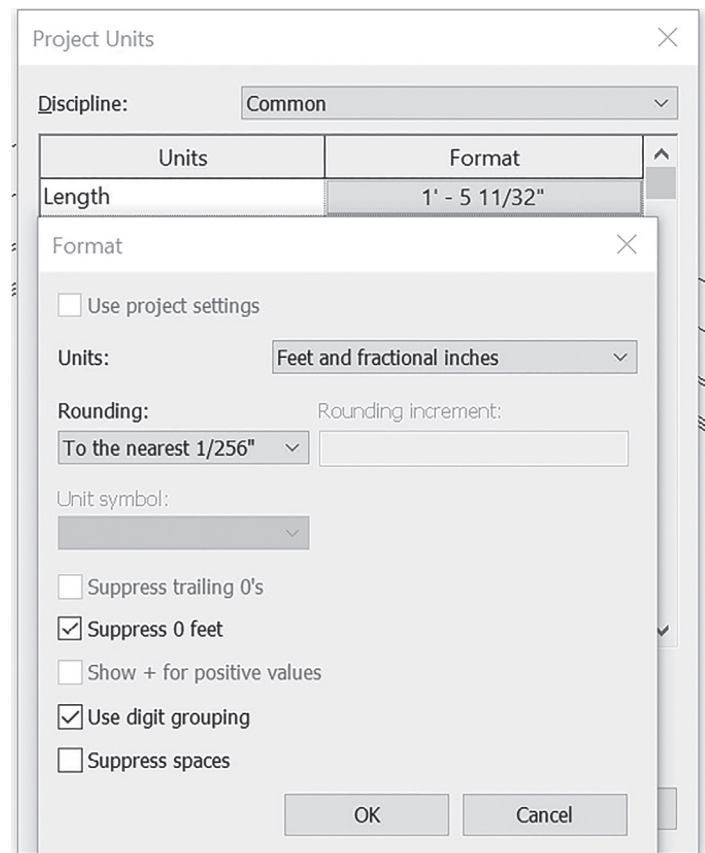 Project Units
Discipline: Common
Units Format
Length 1' - 5 11/32"
Format
Use project settings
Units: Feet and fractional inches
Rounding: Rounding increment:
To the nearest 1/256"
Unit symbol:
Suppress trailing 0's
Suppress 0 feet
Show + for positive values
Use digit grouping
Suppress spaces
OK Cancel